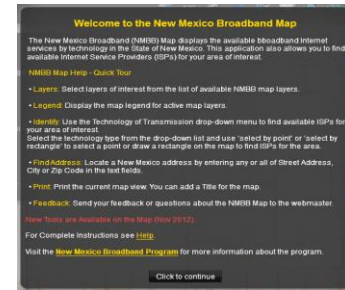 Welcome to the New Mexico Broadband Map
The New Mexico Broadband (NMBB) Map displays the available bboadband Internet
services by technology in the State of New Mexico. This application also allows you to find
available Internet Service Providers (ISPs) for your area of interest.
NMBB Map Help - Quick Tour
• Layers: Select layers of interest from the list of available NMBB map layers.
• Legend: Display the map legend for active map layers.
• Identify: Use the Technology of Transmission drop-down menu to find available ISPs for
your area of interest.
Select the technology type from the drop-down list and use 'select by point' or 'select by
rectangle' to select a point or draw a rectangle on the map to find ISPs for the area.
• Find Address: Locate a New Mexico address by entering any or all of Street Address,
City or Zip Code in the text fields.
• Print: Print the current map view. You can add a Title for the map.
• Feedback: Send your feedback or questions about the NMBB Map to the webmaster.
New Tools are Available on the Map (Nov 2012).
For Complete Instructions see Help.
Visit the New Mexico Broadband Program for more information about the program.
Click to continue